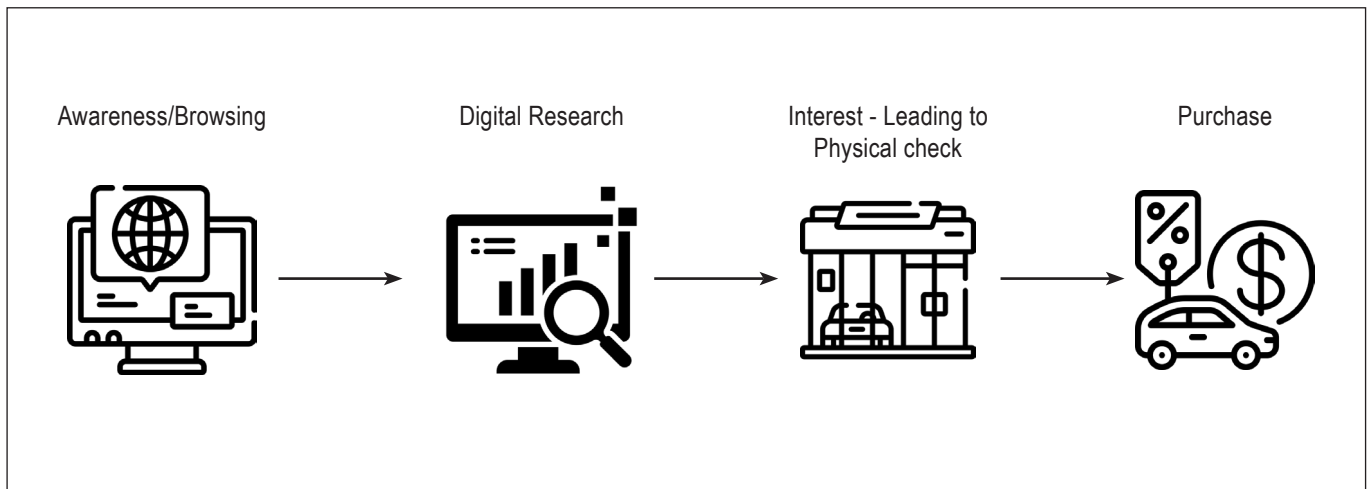 Awareness/Browsing
Digital Research
Interest - Leading to
Physical check
Purchase